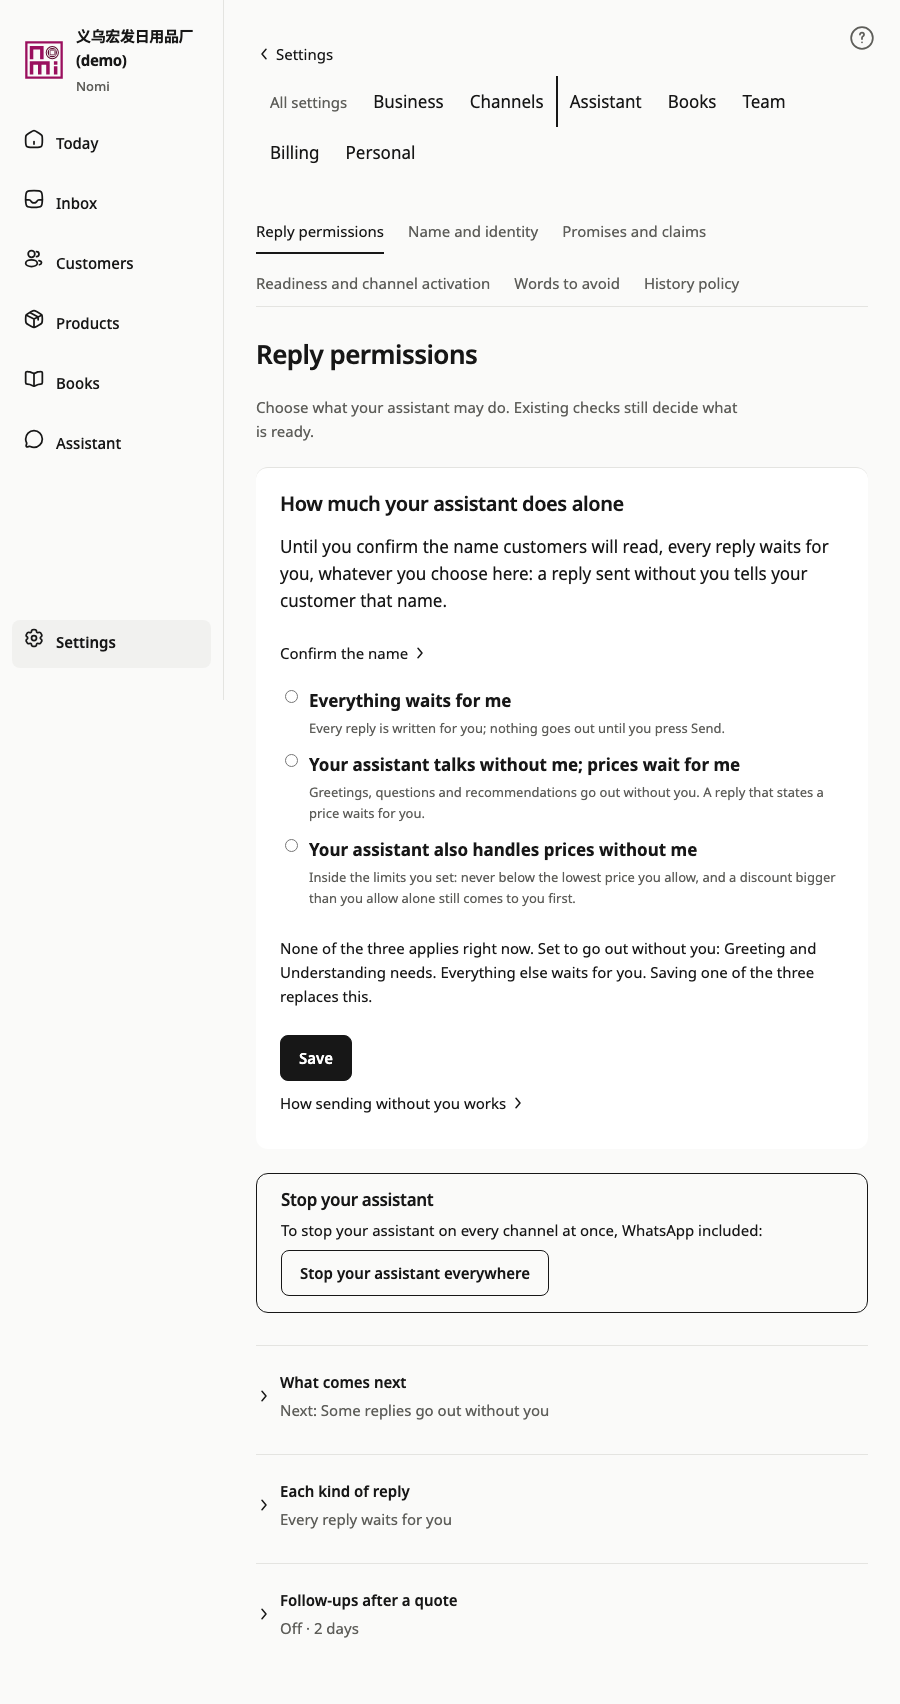 义乌宏发日用品厂
(demo)
Nomi
Today
Inbox
Customers
Products
Books
Assistant
Settings
Settings
All settings
Business
Channels
Assistant
Books
Team
Billing
Personal
Reply permissions
Name and identity
Promises and claims
Readiness and channel activation
Words to avoid
History policy
Reply permissions
Choose what your assistant may do. Existing checks still decide what
is ready.
How much your assistant does alone
Until you confirm the name customers will read, every reply waits for
you, whatever you choose here: a reply sent without you tells your
customer that name.
Confirm the name
Everything waits for me
Every reply is written for you; nothing goes out until you press Send.
Your assistant talks without me; prices wait for me
Greetings, questions and recommendations go out without you. A reply that states a
price waits for you.
Your assistant also handles prices without me
Inside the limits you set: never below the lowest price you allow, and a discount bigger
than you allow alone still comes to you first.
None of the three applies right now. Set to go out without you: Greeting and
Understanding needs. Everything else waits for you. Saving one of the three
replaces this.
Save
How sending without you works
Stop your assistant
To stop your assistant on every channel at once, WhatsApp included:
Stop your assistant everywhere
What comes next
Next: Some replies go out without you
Each kind of reply
Every reply waits for you
Follow-ups after a quote
Off · 2 days